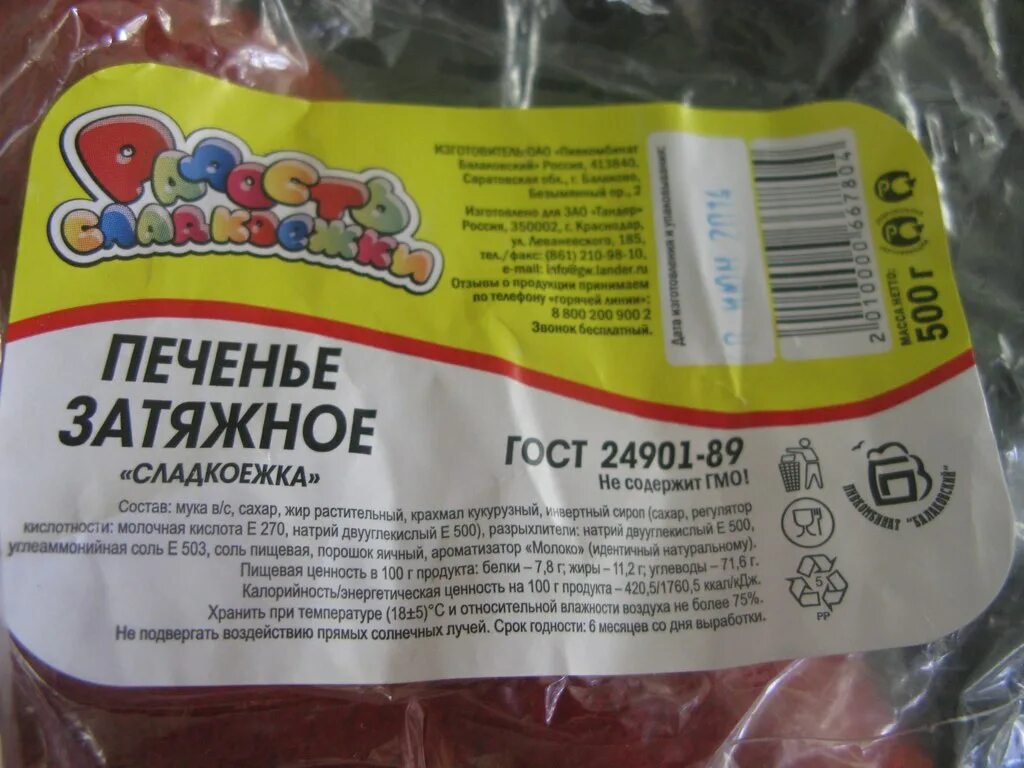 Радость
сладкоежки
ИЗГОТОВИТЕЛЬ: ОАО «Пивкомбинат
Балаковский» Россия, 413840,
Саратовская обл., г. Балаково,
Безымянный пр., 2
Изготовлено для ЗАО «Тандер»
Россия, 350002, г. Краснодар,
ул. Леваневского, 185,
тел./факс: (861) 210-98-10,
e-mail: info@gw.tander.ru
Отзывы о продукции принимаем
по телефону «горячей линии»:
8 800 200 900 2
Звонок бесплатный.
Дата изготовления и упаковывания:
ИЮН 2014
2 010000 667804
МАССА НЕТТО:
500 г
ПЕЧЕНЬЕ
ЗАТЯЖНОЕ
«СЛАДКОЕЖКА»
ГОСТ 24901-89
Не содержит ГМО!
Состав: мука в/с, сахар, жир растительный, крахмал кукурузный, инвертный сироп (сахар, регулятор
кислотности: молочная кислота Е 270, натрий двууглекислый Е 500), разрыхлители: натрий двууглекислый Е 500,
углеаммонийная соль Е 503, соль пищевая, порошок яичный, ароматизатор «Молоко» (идентичный натуральному).
Пищевая ценность в 100 г продукта: белки – 7,8 г; жиры – 11,2 г; углеводы – 71,6 г.
Калорийность/энергетическая ценность на 100 г продукта – 420,5/1760,5 ккал/кДж.
Хранить при температуре (18±5)°С и относительной влажности воздуха не более 75%.
Не подвергать воздействию прямых солнечных лучей. Срок годности: 6 месяцев со дня выработки.
5
PP
ПИВКОМБИНАТ "БАЛАКОВСКИЙ"